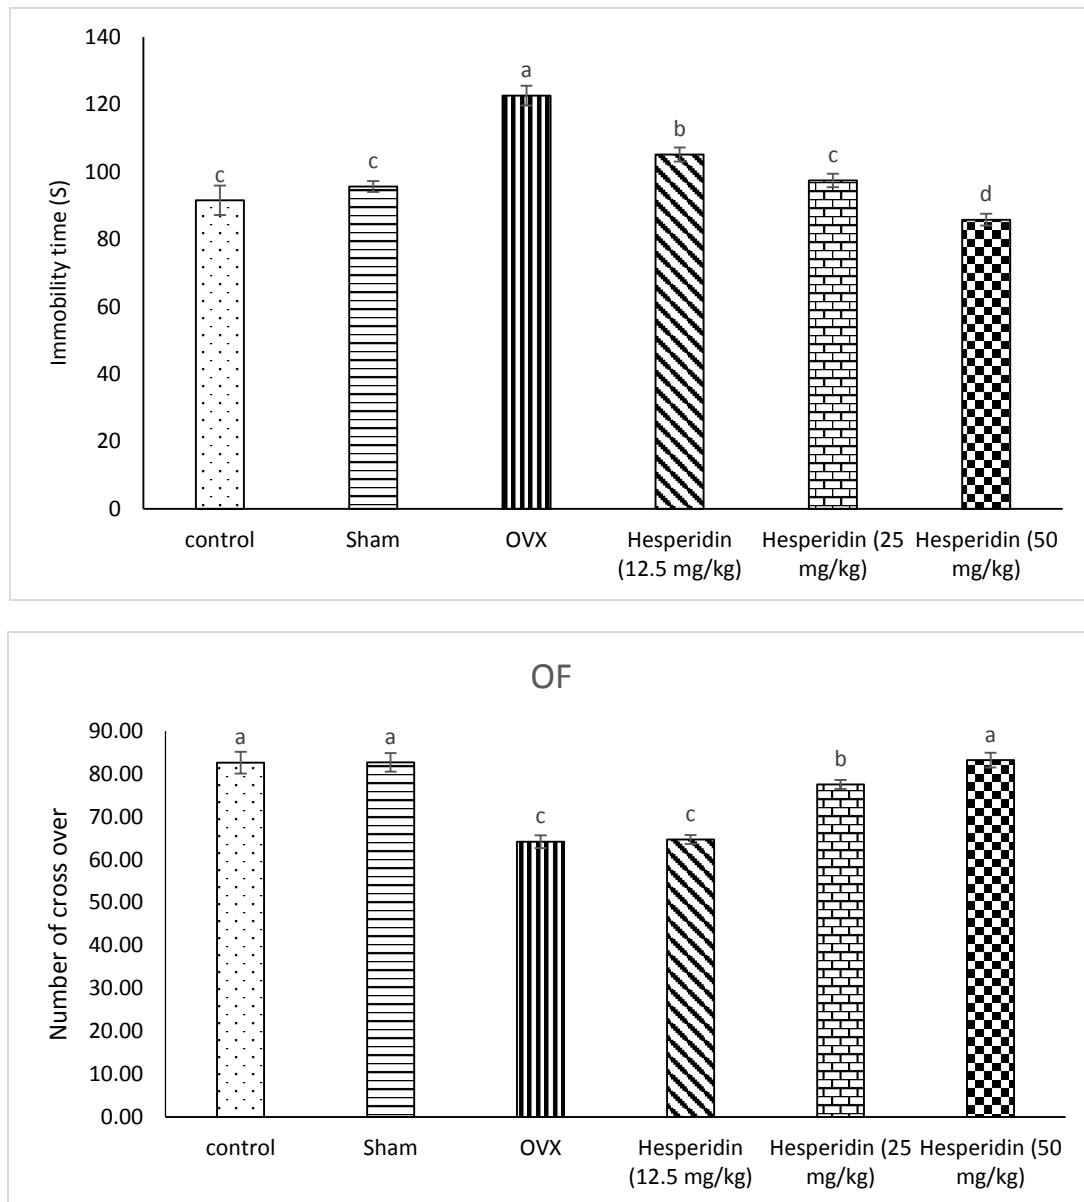 140
120
100
80
60
40
20
0
Immobility time (S)
c
c
a
b
c
d
control Sham OVX Hesperidin Hesperidin (25 Hesperidin (50
(12.5 mg/kg) mg/kg) mg/kg)
OF
90.00
80.00
70.00
60.00
50.00
40.00
30.00
20.00
10.00
0.00
Number of cross over
a
a
c
c
b
a
control Sham OVX Hesperidin Hesperidin (25 Hesperidin (50
(12.5 mg/kg) mg/kg) mg/kg)